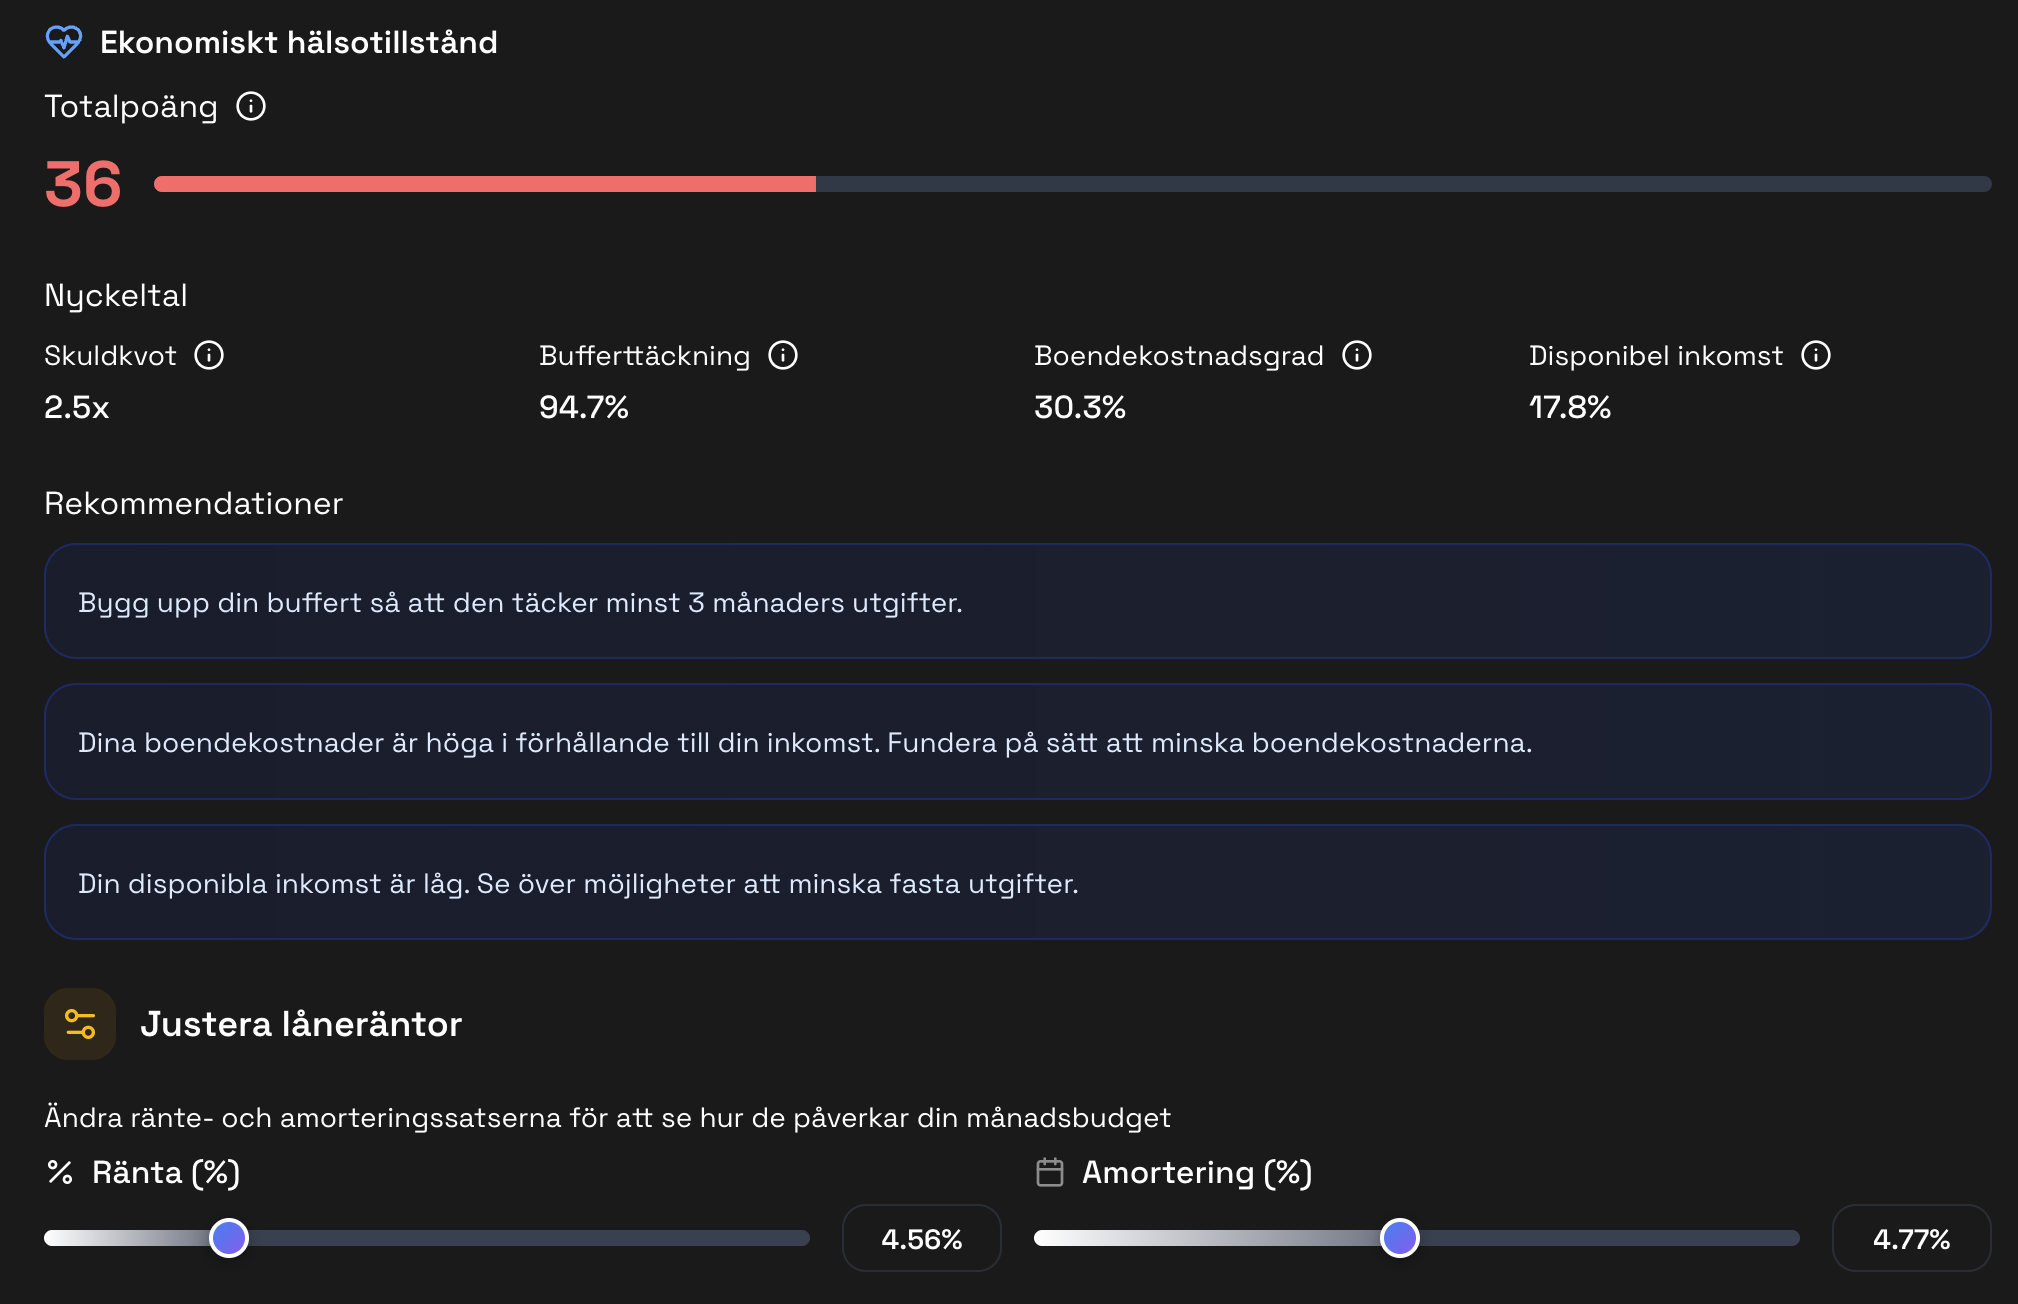 Ekonomiskt hälsotillstånd
Totalpoäng
36
Nyckeltal
Skuldkvot
2.5x
Bufferttäckning
94.7%
Boendekostnadsgrad
30.3%
Disponibel inkomst
17.8%
Rekommendationer
Bygg upp din buffert så att den täcker minst 3 månaders utgifter.
Dina boendekostnader är höga i förhållande till din inkomst. Fundera på sätt att minska boendekostnaderna.
Din disponibla inkomst är låg. Se över möjligheter att minska fasta utgifter.
Justera låneräntor
Ändra ränte- och amorteringssatserna för att se hur de påverkar din månadsbudget
% Ränta (%)
4.56%
Amortering (%)
4.77%